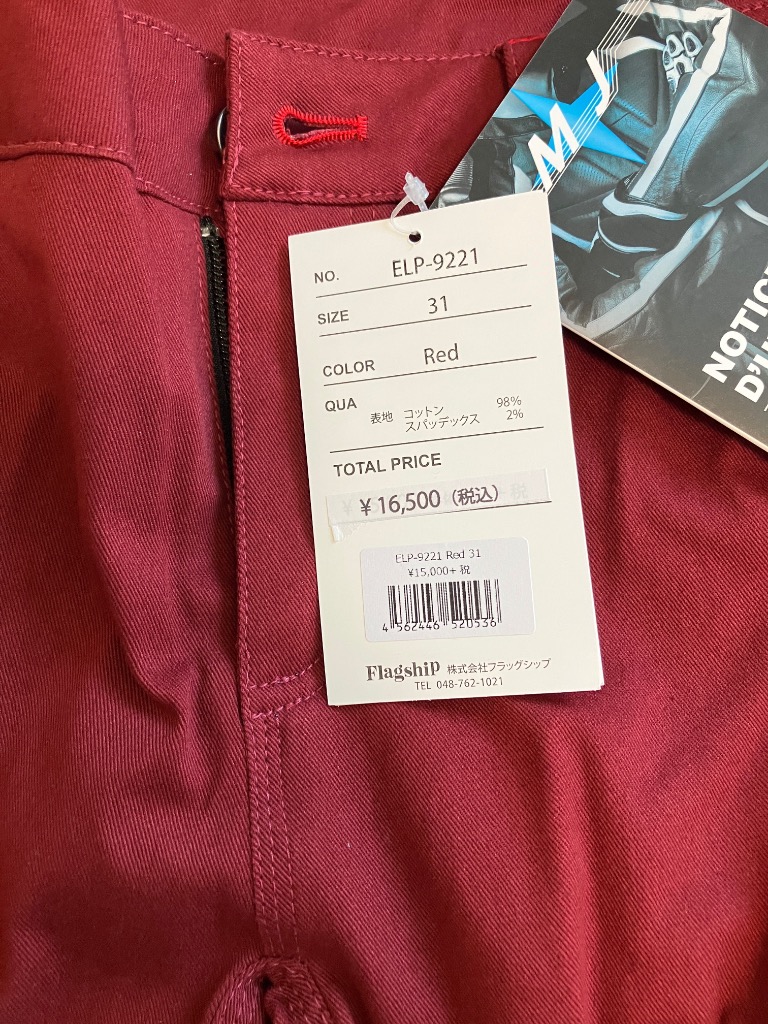 MJ
NO. ELP-9221
SIZE 31
COLOR Red
QUA 表地 コットン 98%
スパッデックス 2%
TOTAL PRICE
¥ 16,500 (税込)
ELP-9221 Red 31
¥15,000+ 税
4 562446 520536
Flagship 株式会社フラッグシップ
TEL 048-762-1021